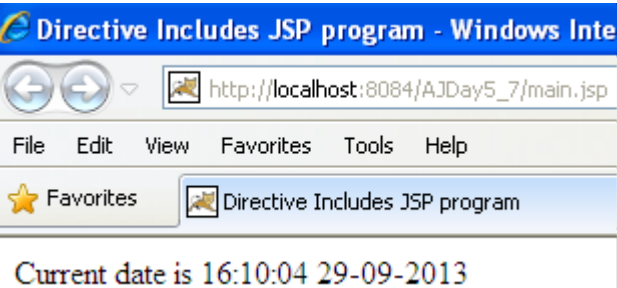 Directive Includes JSP program - Windows Inte
http://localhost:8084/AJDay5_7/main.jsp
File Edit View Favorites Tools Help
Favorites Directive Includes JSP program
Current date is 16:10:04 29-09-2013